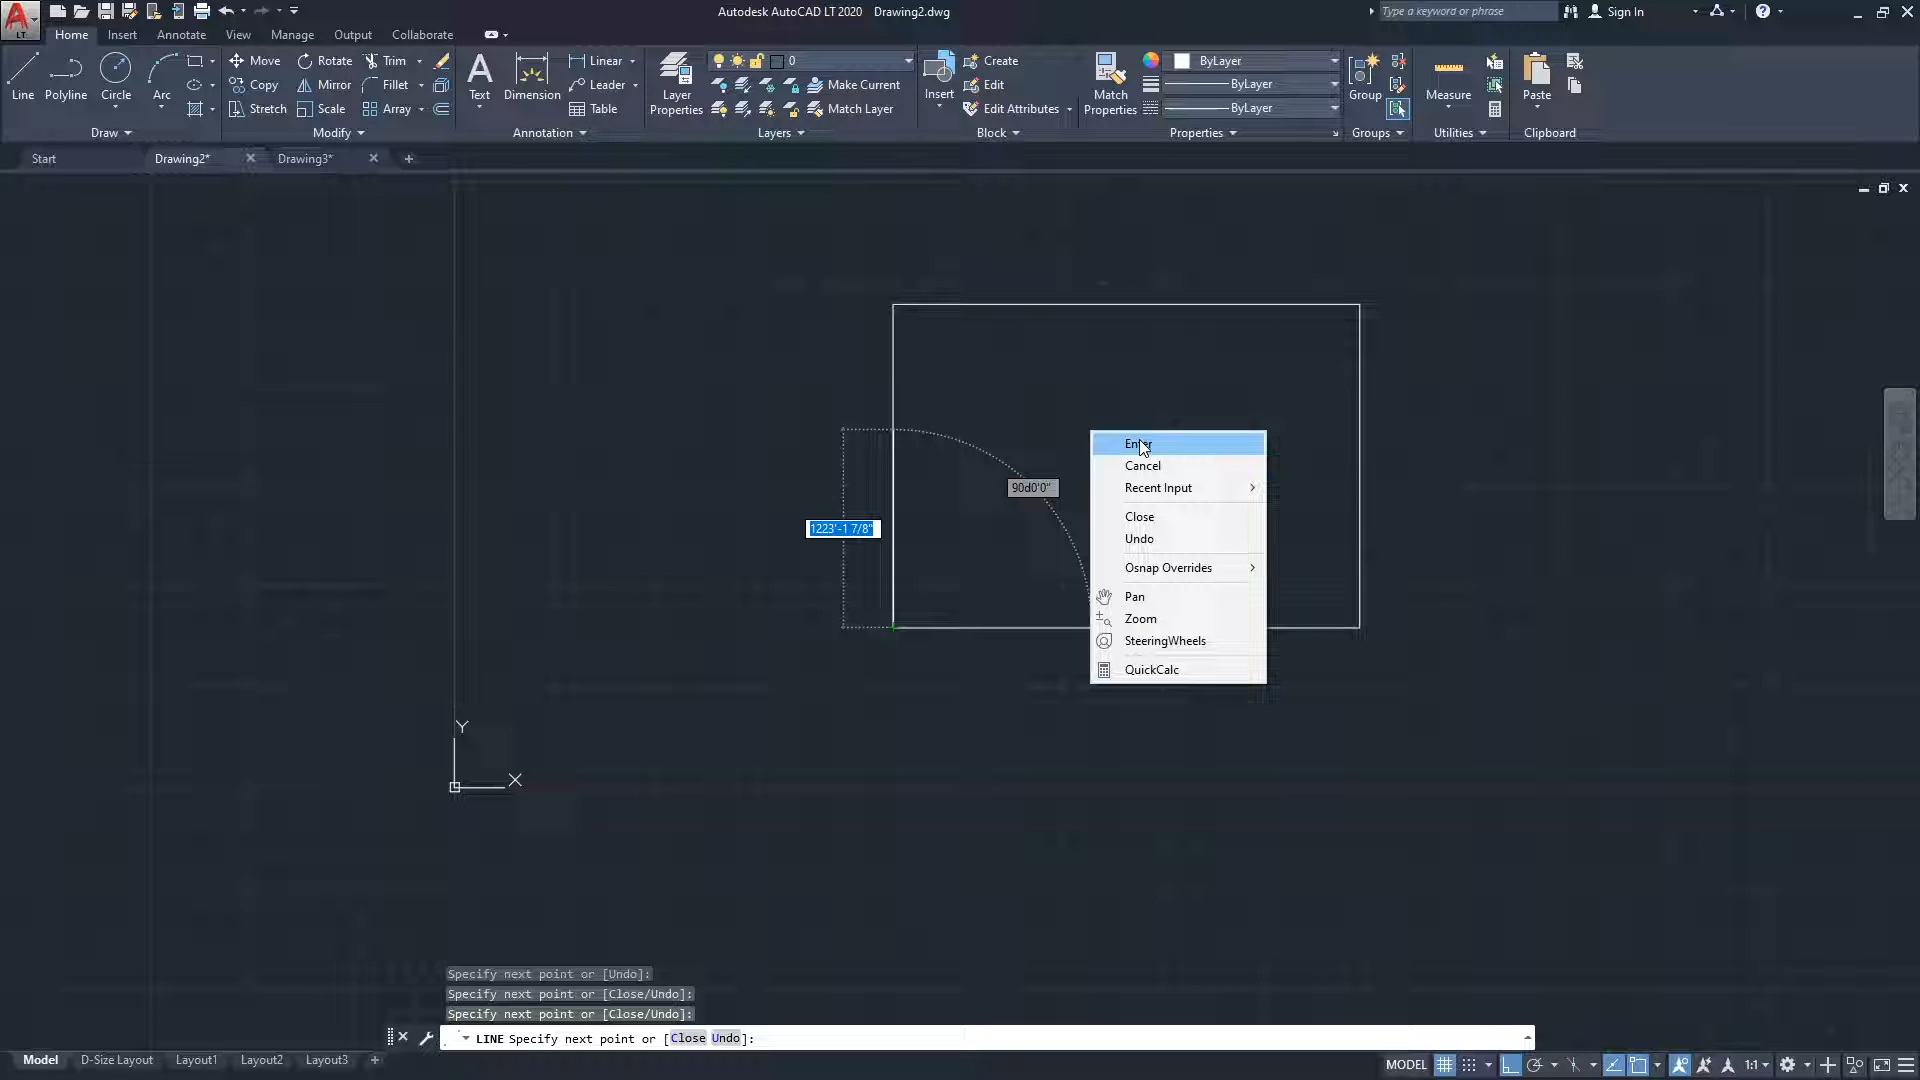 Autodesk AutoCAD LT 2020 Drawing2.dwg
Type a keyword or phrase
Sign In
LT
Home Insert Annotate View Manage Output Collaborate
Line
Polyline
Circle
Arc
Move Rotate Trim
Copy Mirror Fillet
Stretch Scale Array
Text
Dimension
Linear
Leader
Table
Layer
Properties
0
Make Current
Match Layer
Insert
Create
Edit
Edit Attributes
Match
Properties
ByLayer
ByLayer
ByLayer
Group
Measure
Paste
Draw Modify Annotation Layers Block Properties Groups Utilities Clipboard
Start Drawing2* Drawing3*
90d0'0"
1223'-1 7/8"
Enter
Cancel
Recent Input
Close
Undo
Osnap Overrides
Pan
Zoom
SteeringWheels
QuickCalc
Y
X
Specify next point or [Undo]:
Specify next point or [Close/Undo]:
Specify next point or [Close/Undo]:
LINE Specify next point or [Close Undo]:
Model D-Size Layout Layout1 Layout2 Layout3
MODEL
1:1